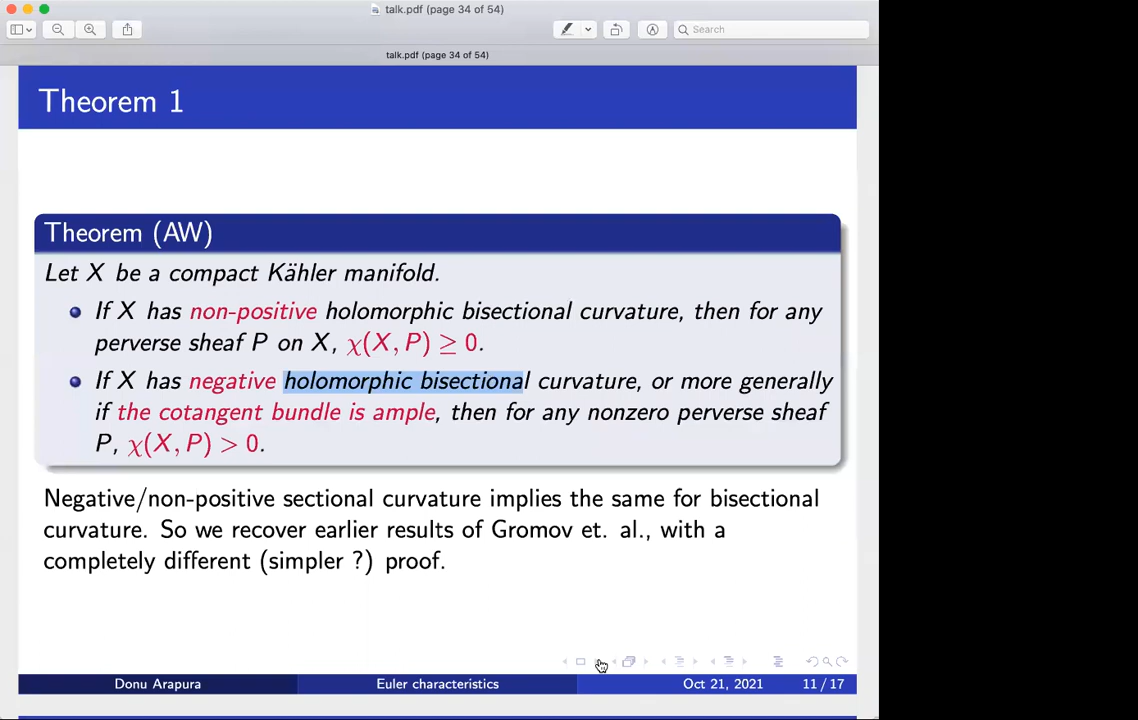 talk.pdf (page 34 of 54)
Search
talk.pdf (page 34 of 54)
Theorem 1
Theorem (AW)
Let X be a compact Kähler manifold.
If X has non-positive holomorphic bisectional curvature, then for any
perverse sheaf P on X, χ(X, P) ≥ 0.
If X has negative holomorphic bisectional curvature, or more generally
if the cotangent bundle is ample, then for any nonzero perverse sheaf
P, χ(X, P) > 0.
Negative/non-positive sectional curvature implies the same for bisectional
curvature. So we recover earlier results of Gromov et. al., with a
completely different (simpler ?) proof.
Donu Arapura Euler characteristics Oct 21, 2021 11 / 17